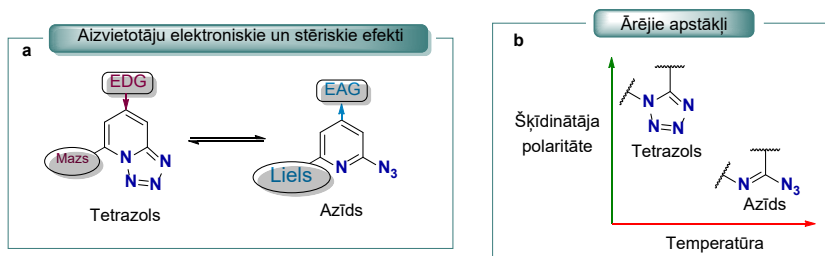 Aizvietotāju elektroniskie un stēriskie efekti
a
EDG
Mazs
N
N
N
N
Tetrazols
EAG
Liels
N
N3
Azīds
Ārējie apstākļi
b
Šķīdinātāja
polaritāte
N
N
N
N
Tetrazols
N
N3
Azīds
Temperatūra